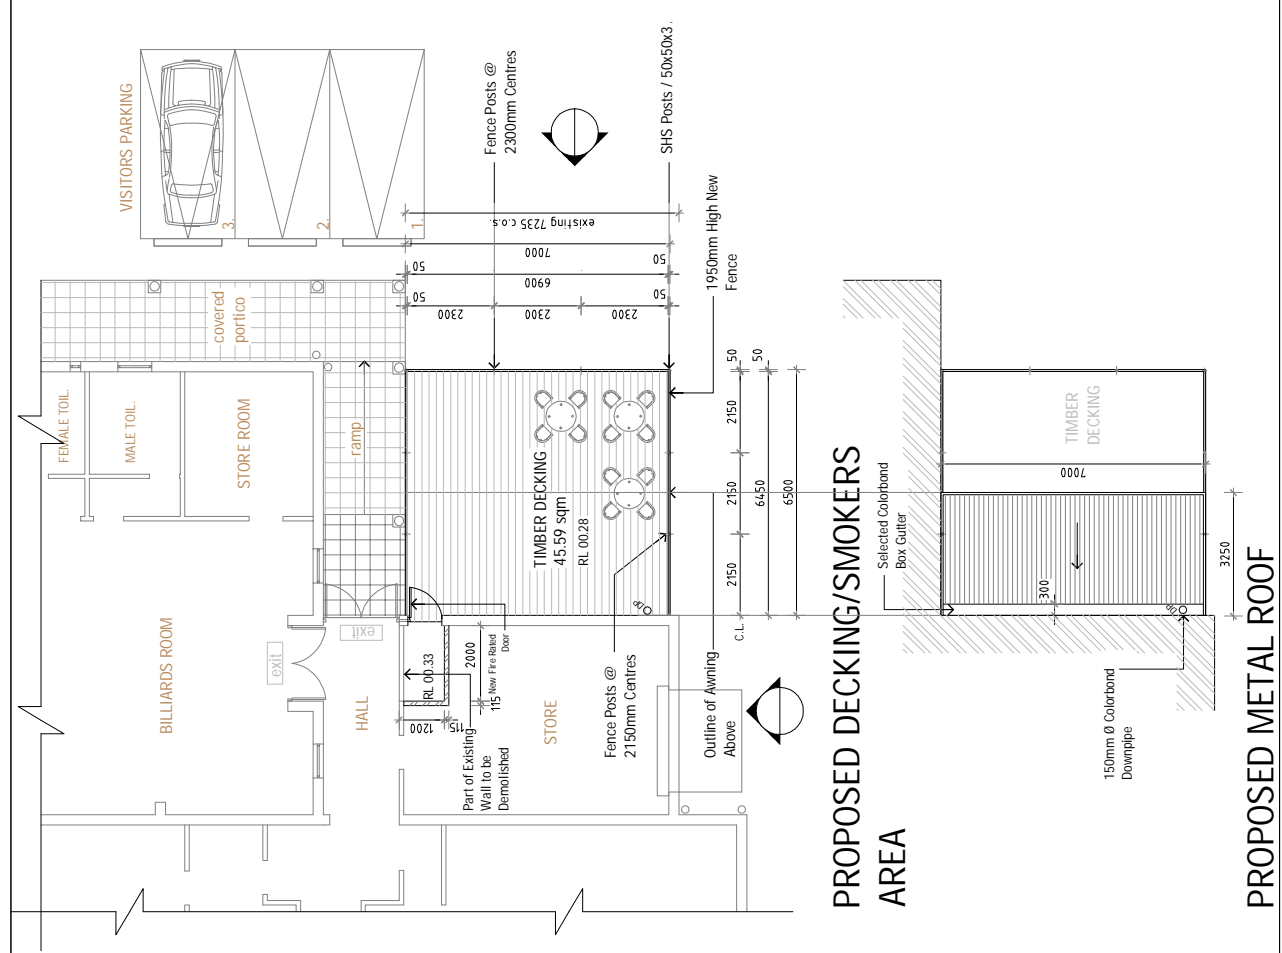 VISITORS PARKING
3.
2.
1.
Fence Posts @
2300mm Centres
SHS Posts / 50x50x3.
existing 7235 c.o.s.
7000
50
50
6900
50
50
2300
2300
2300
1950mm High New
Fence
covered
portico
FEMALE TOIL.
MALE TOIL.
STORE ROOM
ramp
TIMBER DECKING
45.59 sqm
RL 00.28
DP
50
50
2150
2150
2150
6450
6500
C.L.
BILLIARDS ROOM
exit
exit
HALL
RL 00.33
2000
115
New Fire Rated
Door
1200
115
Part of Existing
Wall to be
Demolished
STORE
Fence Posts @
2150mm Centres
Outline of Awning
Above
PROPOSED DECKING/SMOKERS
AREA
TIMBER
DECKING
7000
Selected Colorbond
Box Gutter
300
3250
DP
150mm Ø Colorbond
Downpipe
PROPOSED METAL ROOF